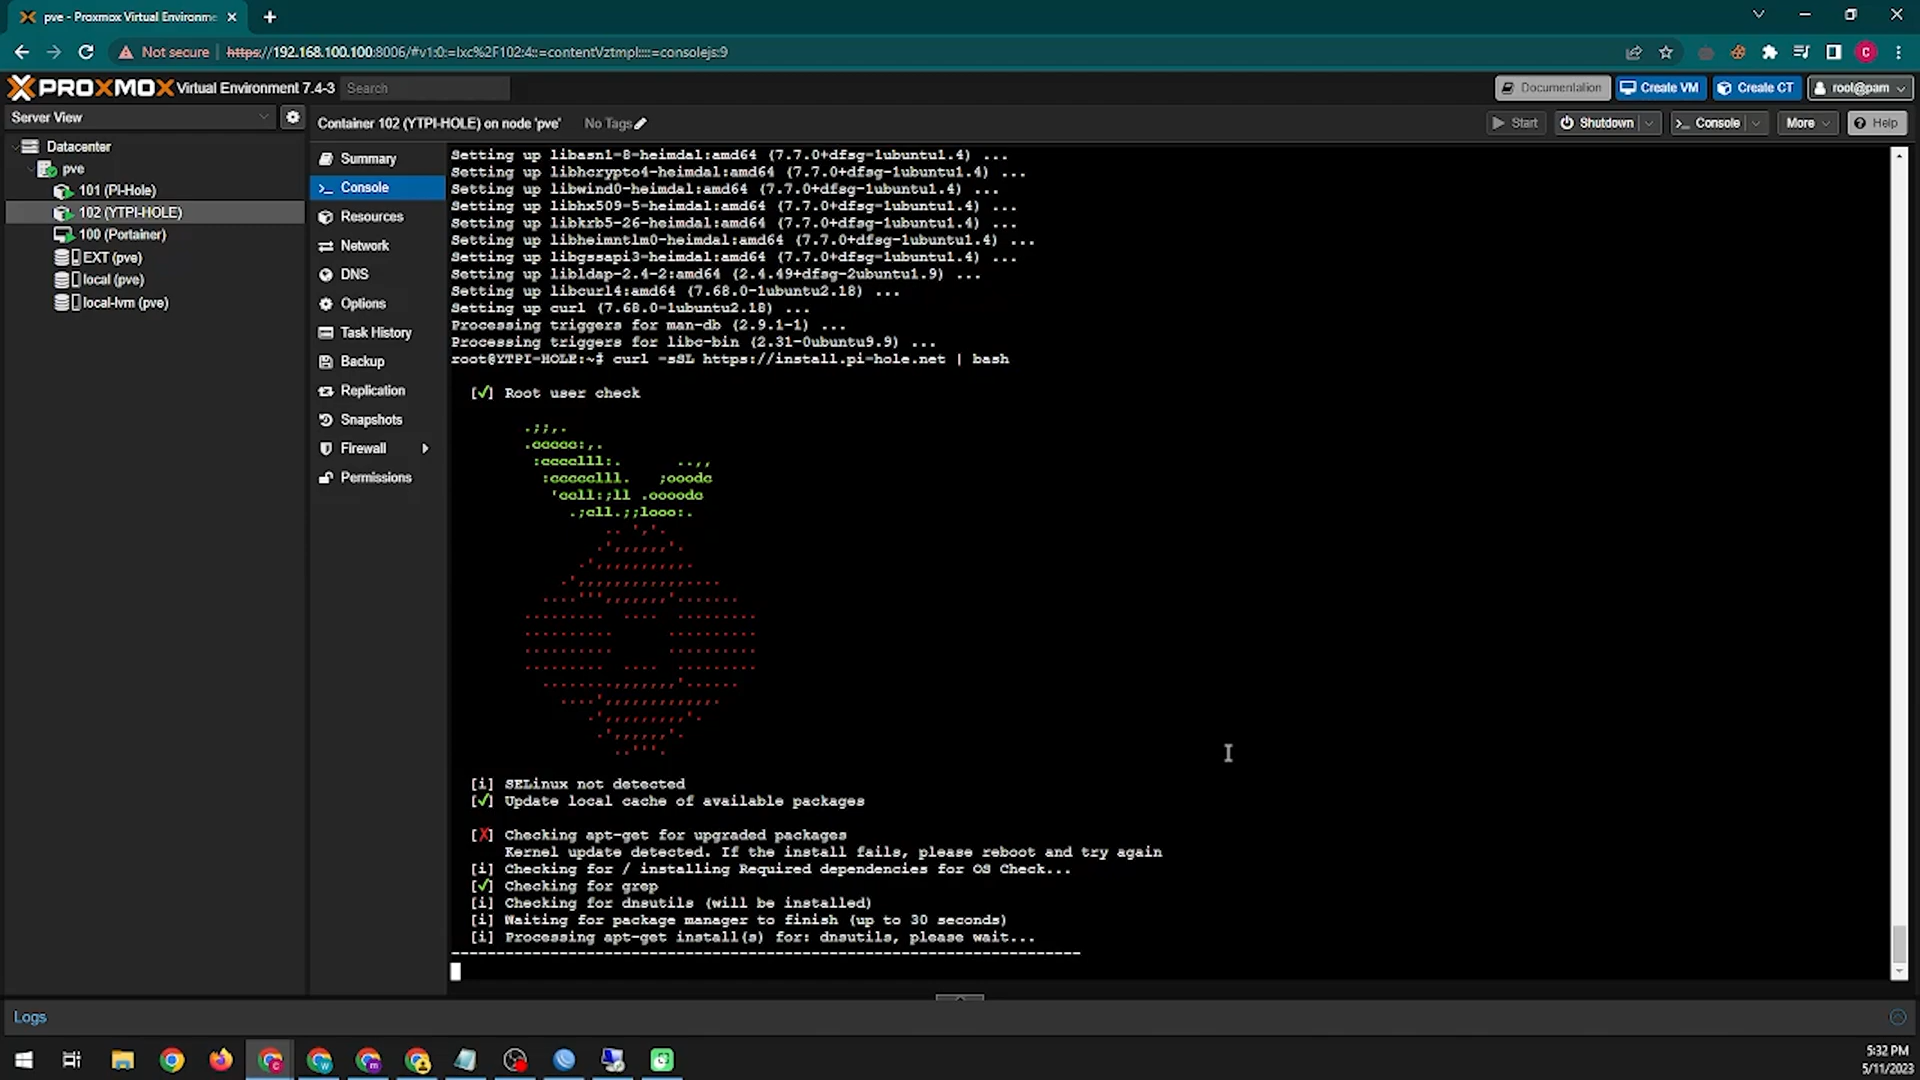 pve - Proxmox Virtual Environme
Not secure
https://192.168.100.100:8006/#v1:0:=lxc%2F102:4::=contentVztmpl::::=consolejs:9
PROXMOX Virtual Environment 7.4-3
Search
Documentation
Create VM
Create CT
root@pam
Server View
Container 102 (YTPI-HOLE) on node 'pve'
No Tags
Start
Shutdown
Console
More
Help
Datacenter
pve
101 (PI-Hole)
102 (YTPI-HOLE)
100 (Portainer)
EXT (pve)
local (pve)
local-lvm (pve)
Summary
Console
Resources
Network
DNS
Options
Task History
Backup
Replication
Snapshots
Firewall
Permissions
Setting up libasn1-8-heimdal:amd64 (7.7.0+dfsg-1ubuntu1.4) ...
Setting up libhcrypto4-heimdal:amd64 (7.7.0+dfsg-1ubuntu1.4) ...
Setting up libwind0-heimdal:amd64 (7.7.0+dfsg-1ubuntu1.4) ...
Setting up libhx509-5-heimdal:amd64 (7.7.0+dfsg-1ubuntu1.4) ...
Setting up libkrb5-26-heimdal:amd64 (7.7.0+dfsg-1ubuntu1.4) ...
Setting up libheimntlm0-heimdal:amd64 (7.7.0+dfsg-1ubuntu1.4) ...
Setting up libgssapi3-heimdal:amd64 (7.7.0+dfsg-1ubuntu1.4) ...
Setting up libldap-2.4-2:amd64 (2.4.49+dfsg-2ubuntu1.9) ...
Setting up libcurl4:amd64 (7.68.0-1ubuntu2.18) ...
Setting up curl (7.68.0-1ubuntu2.18) ...
Processing triggers for man-db (2.9.1-1) ...
Processing triggers for libc-bin (2.31-0ubuntu9.9) ...
root@YTPI-HOLE:~# curl -sSL https://install.pi-hole.net | bash
[✓] Root user check
.;;,.
.ccccc:,.
:cccclll:. ..,,
:ccccclll. ;ooodc
'ccll:;ll .oooodc
.;cll.;;looo:.
[i] SELinux not detected
[✓] Update local cache of available packages
[✗] Checking apt-get for upgraded packages
Kernel update detected. If the install fails, please reboot and try again
[i] Checking for / installing Required dependencies for OS Check...
[✓] Checking for grep
[i] Checking for dnsutils (will be installed)
[i] Waiting for package manager to finish (up to 30 seconds)
[i] Processing apt-get install(s) for: dnsutils, please wait...
----------------------------------------------------------------------
Logs
5:32 PM
5/11/2023